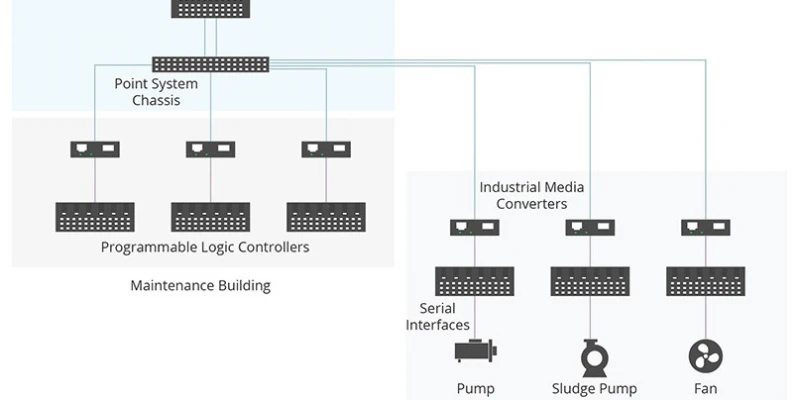 Point System
Chassis
Industrial Media
Converters
Programmable Logic Controllers
Maintenance Building
Serial
Interfaces
Pump
Sludge Pump
Fan